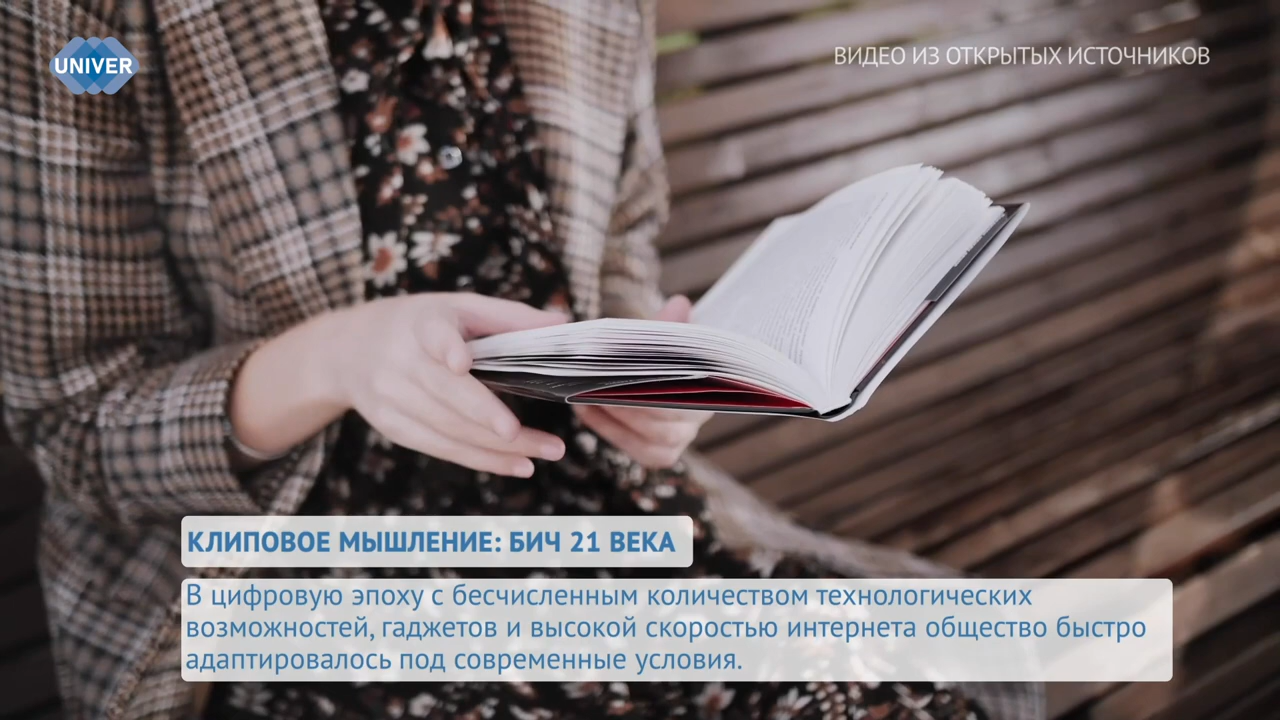 UNIVER
ВИДЕО ИЗ ОТКРЫТЫХ ИСТОЧНИКОВ
КЛИПОВОЕ МЫШЛЕНИЕ: БИЧ 21 ВЕКА
В цифровую эпоху с бесчисленным количеством технологических
возможностей, гаджетов и высокой скоростью интернета общество быстро
адаптировалось под современные условия.